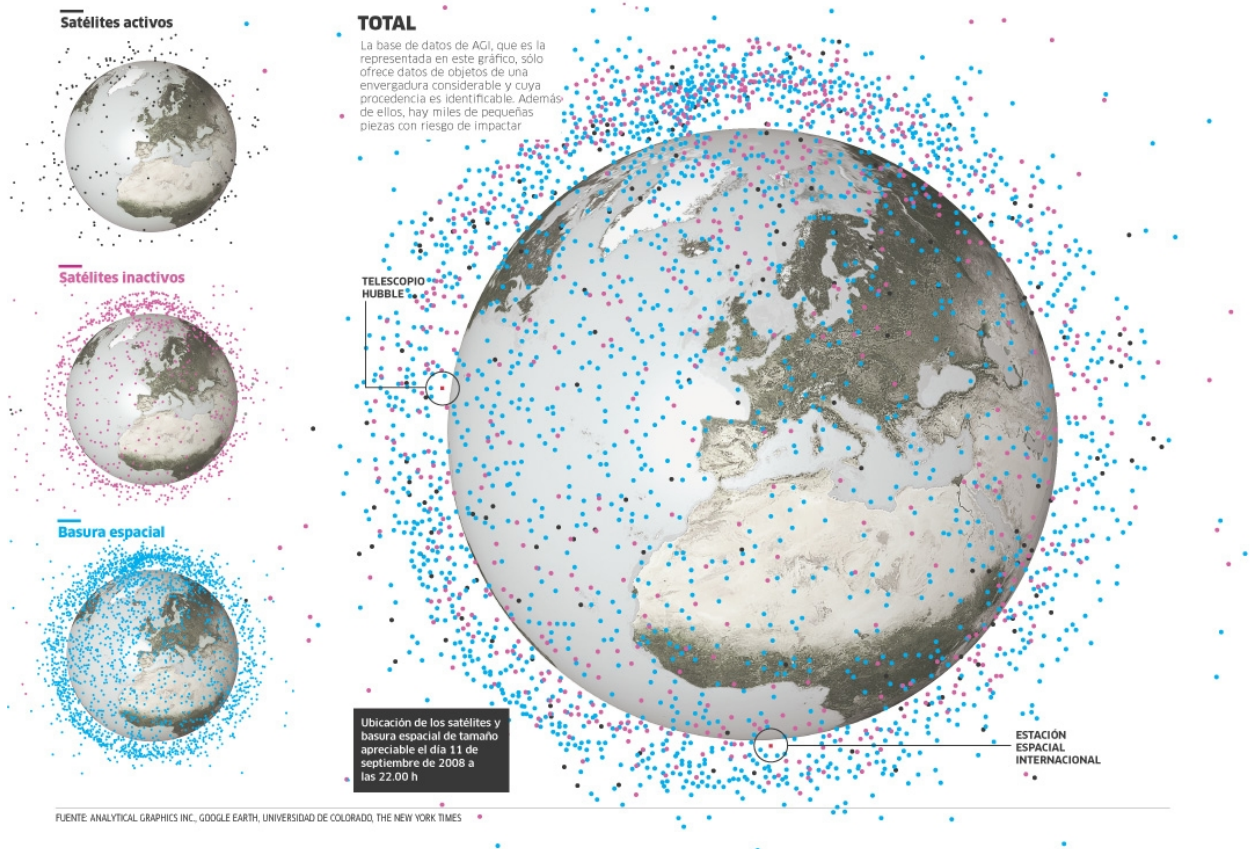 Satélites activos
TOTAL
La base de datos de AGI, que es la
representada en este gráfico, sólo
ofrece datos de objetos de una
envergadura considerable y cuya
procedencia es identificable. Además
de ellos, hay miles de pequeñas
piezas con riesgo de impactar
Satélites inactivos
TELESCOPIO
HUBBLE
Basura espacial
Ubicación de los satélites y
basura espacial de tamaño
apreciable el día 11 de
septiembre de 2008 a
las 22.00 h
ESTACIÓN
ESPACIAL
INTERNACIONAL
FUENTE: ANALYTICAL GRAPHICS INC., GOOGLE EARTH, UNIVERSIDAD DE COLORADO, THE NEW YORK TIMES